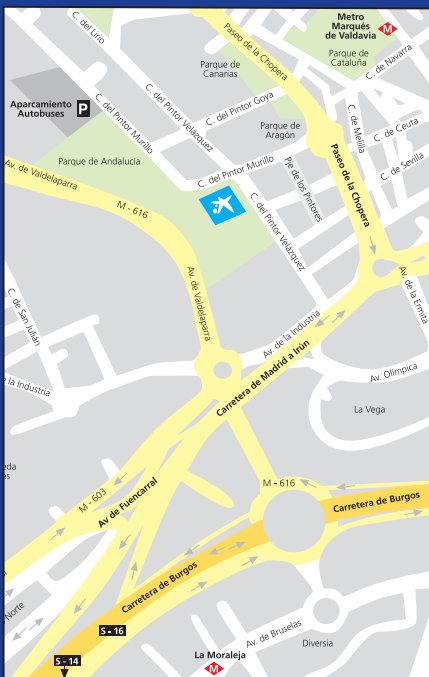 C. del Lirio
Paseo de la Chopera
Metro
Marqués
de Valdavia
M
Parque de
Cataluña
C. de Navarra
Parque de
Canarias
Aparcamiento
Autobuses
P
C. del Pintor Murillo
C. del Pintor Velázquez
C. del Pintor Goya
Parque de
Aragón
C. de Melilla
C. de Ceuta
C. de Sevilla
Paseo de la Chopera
Parque de Andalucía
Av. de Valdelaparra
M - 616
C. del Pintor Murillo
Pje de los Pintores
C. del Pintor Velázquez
Av. de Valdelaparra
Av. de la Ermita
C. de San Julián
Av. de la Industria
Carretera de Madrid a Irún
Av. Olímpica
e la Industria
La Vega
eda
es
M - 603
Av de Fuencarral
M - 616
Carretera de Burgos
Carretera de Burgos
Norte
S - 16
S - 14
La Moraleja
M
Av. de Bruselas
Diversia